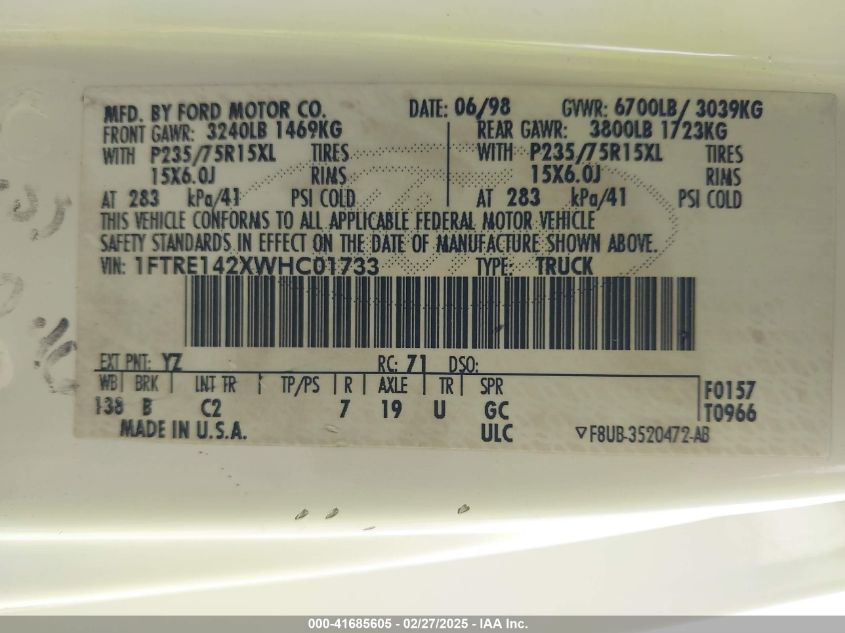 MFD. BY FORD MOTOR CO. DATE: 06/98 GVWR: 6700LB/ 3039KG
FRONT GAWR: 3240LB 1469KG REAR GAWR: 3800LB 1723KG
WITH P235/75R15XL TIRES WITH P235/75R15XL TIRES
15X6.0J RIMS 15X6.0J RIMS
AT 283 kPa/41 PSI COLD AT 283 kPa/41 PSI COLD
THIS VEHICLE CONFORMS TO ALL APPLICABLE FEDERAL MOTOR VEHICLE
SAFETY STANDARDS IN EFFECT ON THE DATE OF MANUFACTURE SHOWN ABOVE.
VIN: 1FTRE142XWHC01733 TYPE: TRUCK
EXT PNT: YZ RC: 71 DSO:
WB BRK INT TR TP/PS R AXLE TR SPR
138 B C2 7 19 U GC
F0157
T0966
MADE IN U.S.A. ULC ▽F8UB-3520472-AB
000-41685605 - 02/27/2025 - IAA Inc.